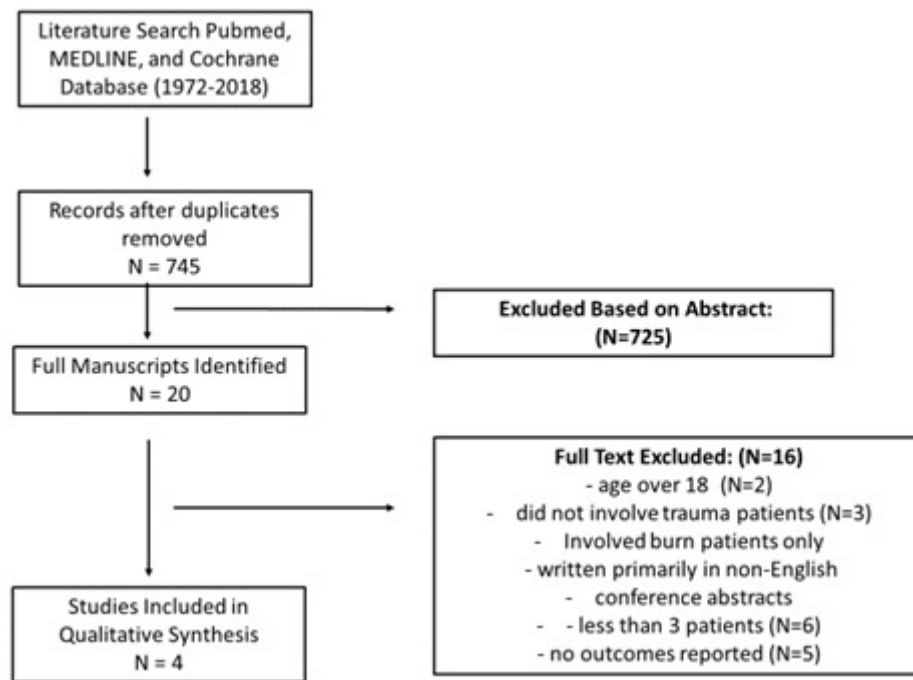 Literature Search Pubmed,
MEDLINE, and Cochrane
Database (1972-2018)
Records after duplicates
removed
N = 745
Excluded Based on Abstract:
(N=725)
Full Manuscripts Identified
N = 20
Full Text Excluded: (N=16)
- age over 18 (N=2)
- did not involve trauma patients (N=3)
- Involved burn patients only
- written primarily in non-English
- conference abstracts
- - less than 3 patients (N=6)
- no outcomes reported (N=5)
Studies Included in
Qualitative Synthesis
N = 4